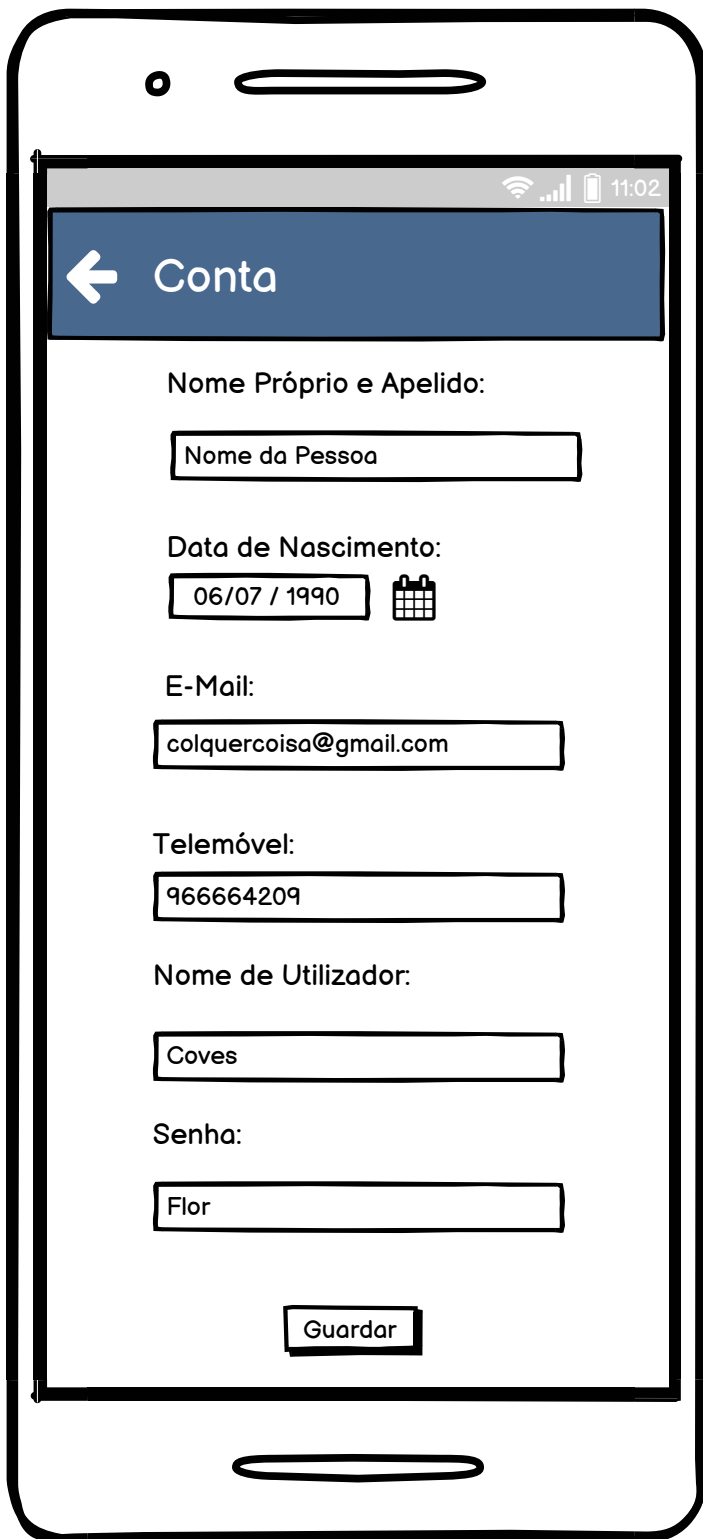 11:02
Conta
Nome Próprio e Apelido:
Nome da Pessoa
Data de Nascimento:
06/07 / 1990
E-Mail:
colquercoisa@gmail.com
Telemóvel:
966664209
Nome de Utilizador:
Coves
Senha:
Flor
Guardar